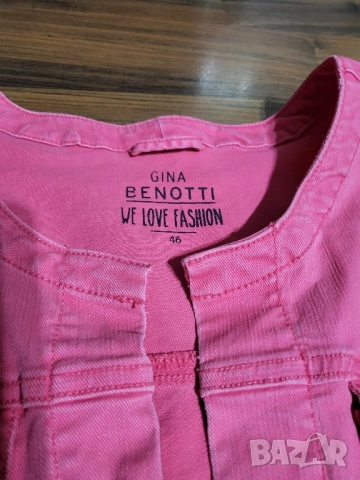 GINA
BENOTTI
WE LOVE FASHION
46
BAZAR